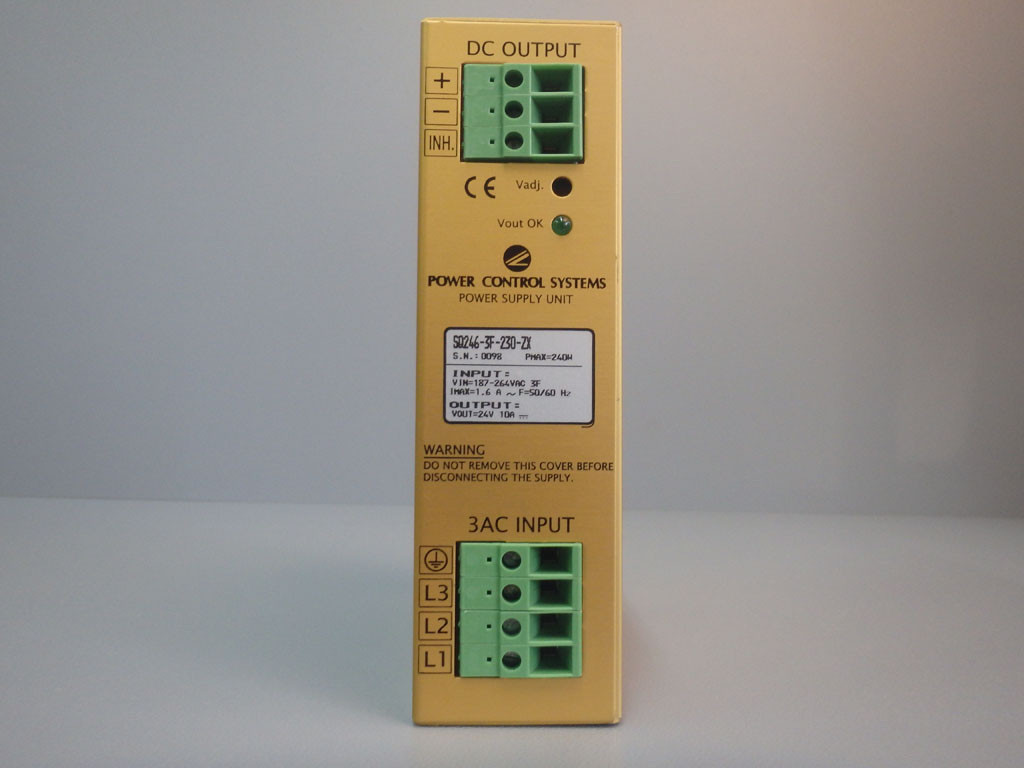 DC OUTPUT
+
−
INH.
CE Vadj.
Vout OK
POWER CONTROL SYSTEMS
POWER SUPPLY UNIT
SQ246-3F-230-ZX
S.N.: 0098 PMAX=240W
INPUT:
VIN=187-264VAC 3F
IMAX=1.6 A ~ F=50/60 Hz
OUTPUT:
VOUT=24V 10A ⎓
WARNING
DO NOT REMOVE THIS COVER BEFORE
DISCONNECTING THE SUPPLY.
3AC INPUT
L3
L2
L1